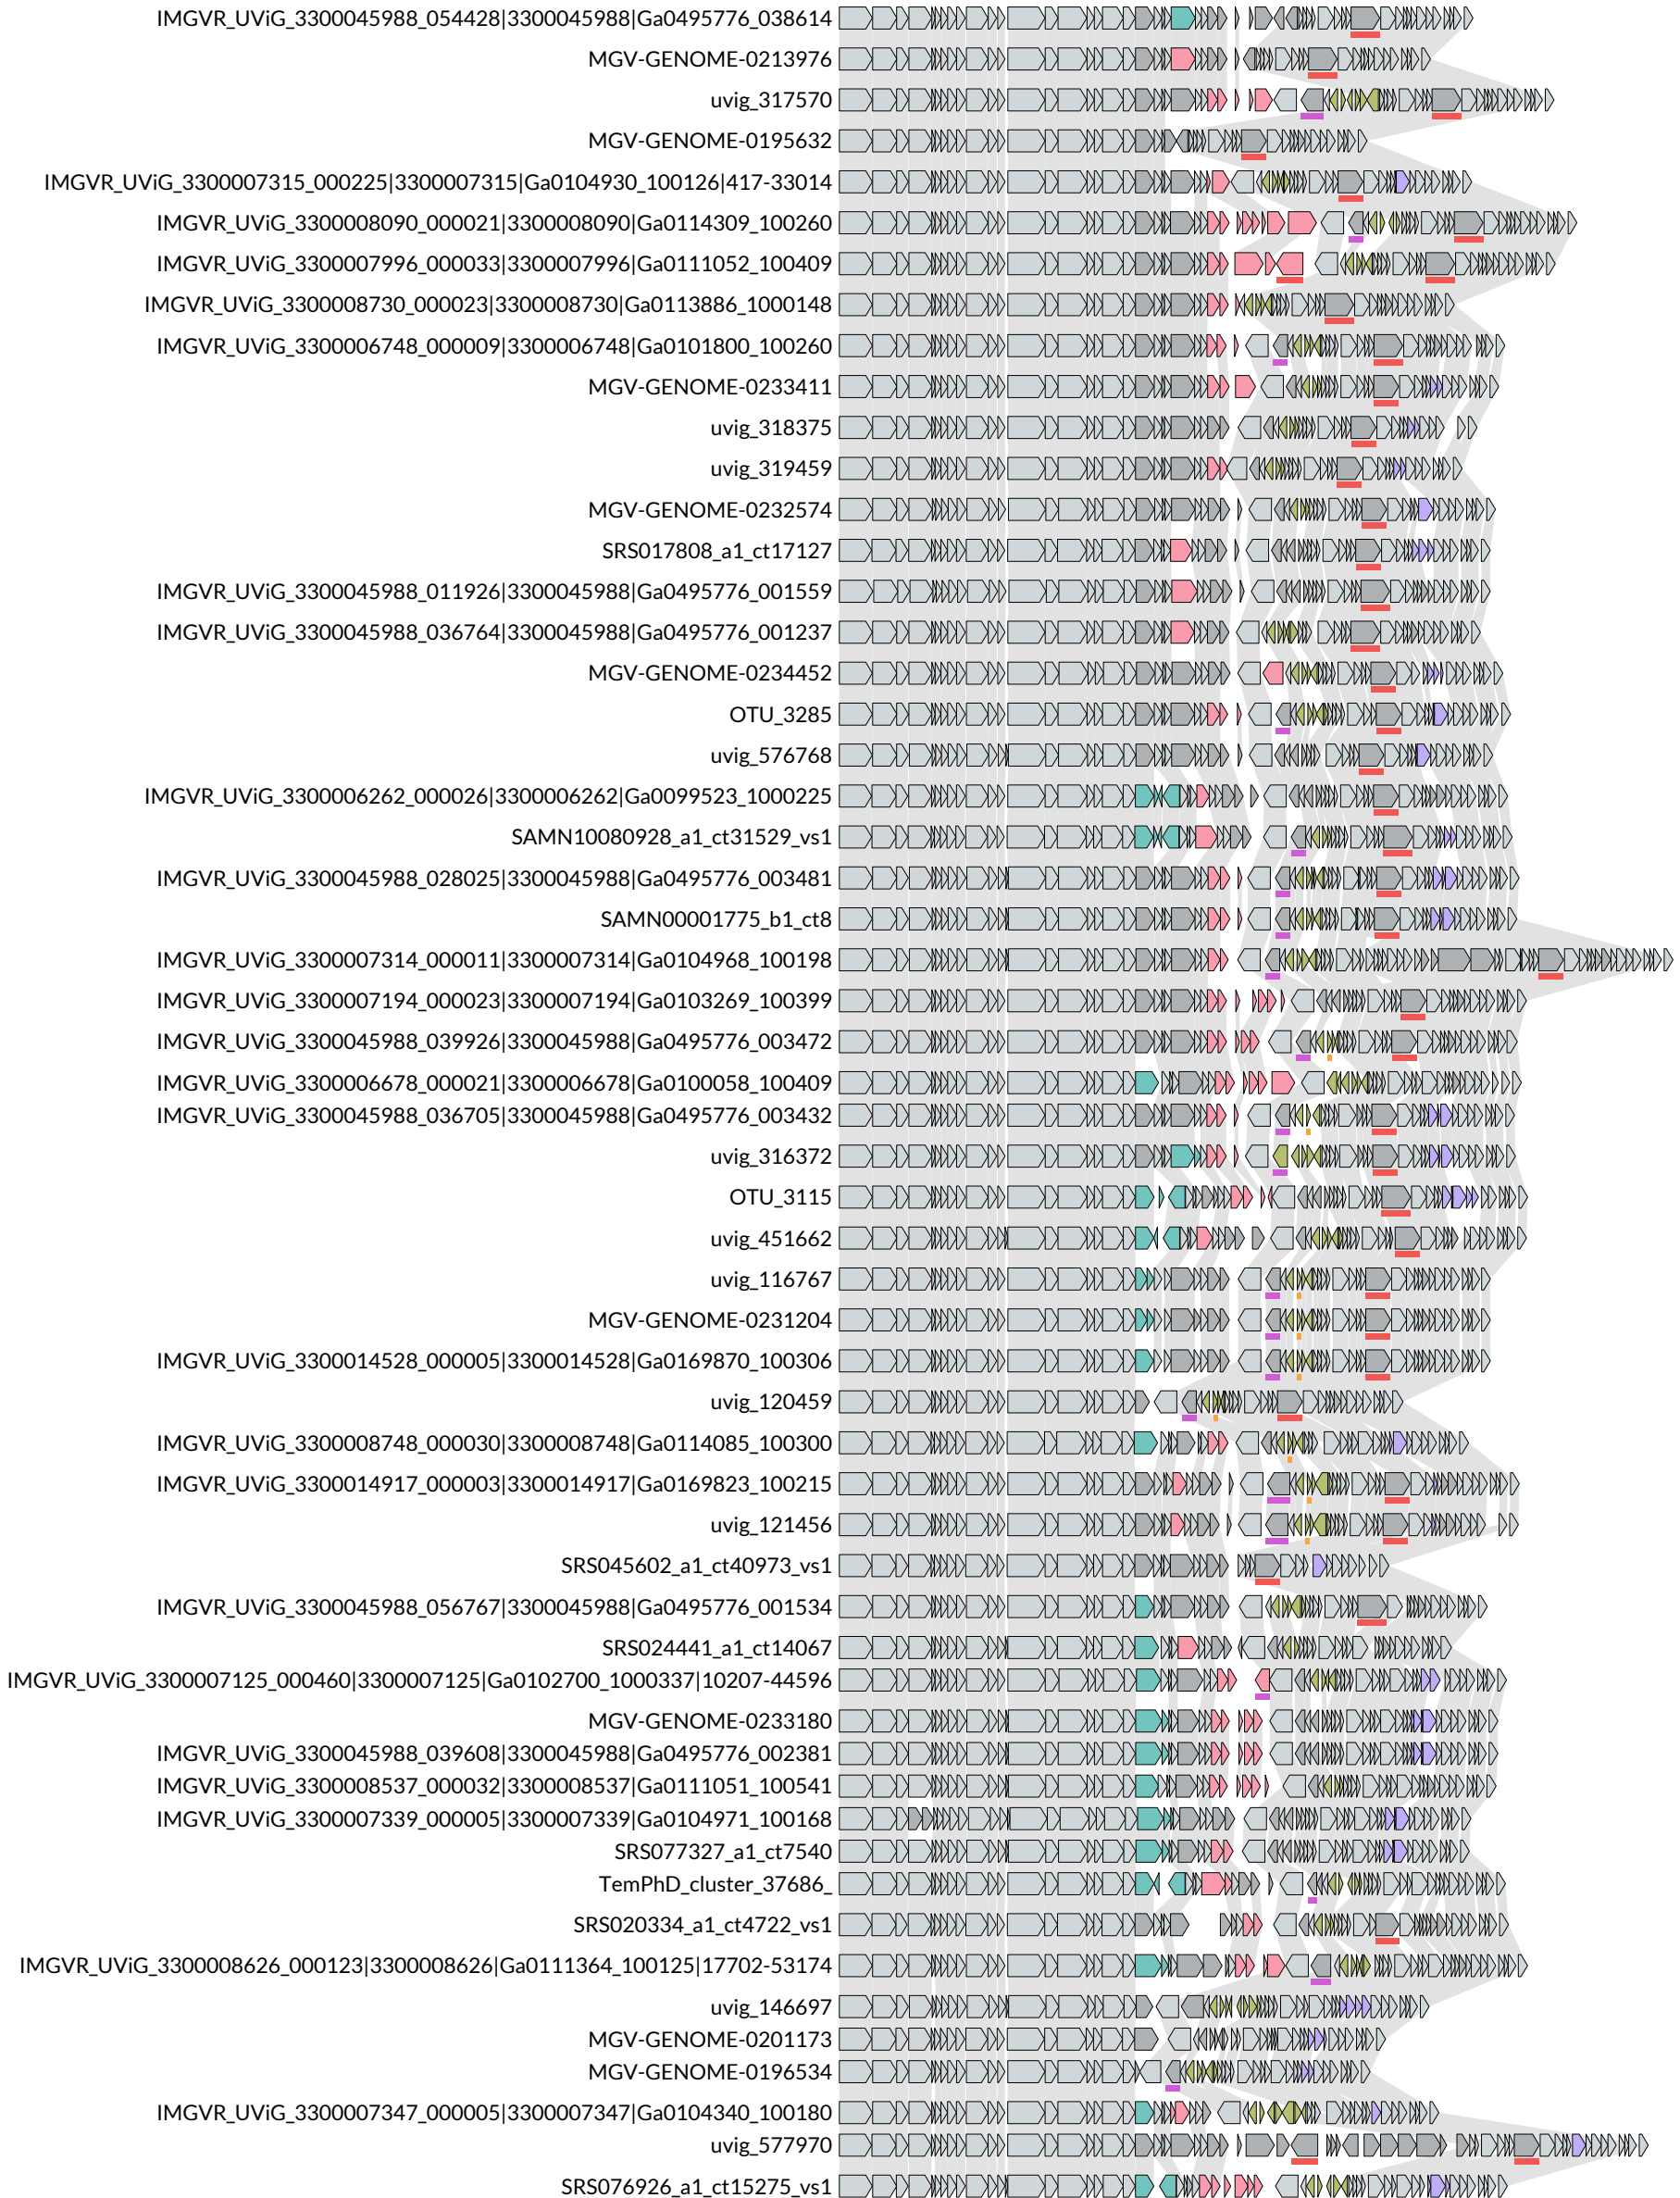 IMGVR_UViG_3300045988_054428|3300045988|Ga0495776_038614
MGV-GENOME-0213976
uvig_317570
MGV-GENOME-0195632
IMGVR_UViG_3300007315_000225|3300007315|Ga0104930_100126|417-33014
IMGVR_UViG_3300008090_000021|3300008090|Ga0114309_100260
IMGVR_UViG_3300007996_000033|3300007996|Ga0111052_100409
IMGVR_UViG_3300008730_000023|3300008730|Ga0113886_1000148
IMGVR_UViG_3300006748_000009|3300006748|Ga0101800_100260
MGV-GENOME-0233411
uvig_318375
uvig_319459
MGV-GENOME-0232574
SRS017808_a1_ct17127
IMGVR_UViG_3300045988_011926|3300045988|Ga0495776_001559
IMGVR_UViG_3300045988_036764|3300045988|Ga0495776_001237
MGV-GENOME-0234452
OTU_3285
uvig_576768
IMGVR_UViG_3300006262_000026|3300006262|Ga0099523_1000225
SAMN10080928_a1_ct31529_vs1
IMGVR_UViG_3300045988_028025|3300045988|Ga0495776_003481
SAMN00001775_b1_ct8
IMGVR_UViG_3300007314_000011|3300007314|Ga0104968_100198
IMGVR_UViG_3300007194_000023|3300007194|Ga0103269_100399
IMGVR_UViG_3300045988_039926|3300045988|Ga0495776_003472
IMGVR_UViG_3300006678_000021|3300006678|Ga0100058_100409
IMGVR_UViG_3300045988_036705|3300045988|Ga0495776_003432
uvig_316372
OTU_3115
uvig_451662
uvig_116767
MGV-GENOME-0231204
IMGVR_UViG_3300014528_000005|3300014528|Ga0169870_100306
uvig_120459
IMGVR_UViG_3300008748_000030|3300008748|Ga0114085_100300
IMGVR_UViG_3300014917_000003|3300014917|Ga0169823_100215
uvig_121456
SRS045602_a1_ct40973_vs1
IMGVR_UViG_3300045988_056767|3300045988|Ga0495776_001534
SRS024441_a1_ct14067
IMGVR_UViG_3300007125_000460|3300007125|Ga0102700_1000337|10207-44596
MGV-GENOME-0233180
IMGVR_UViG_3300045988_039608|3300045988|Ga0495776_002381
IMGVR_UViG_3300008537_000032|3300008537|Ga0111051_100541
IMGVR_UViG_3300007339_000005|3300007339|Ga0104971_100168
SRS077327_a1_ct7540
TemPhD_cluster_37686_
SRS020334_a1_ct4722_vs1
IMGVR_UViG_3300008626_000123|3300008626|Ga0111364_100125|17702-53174
uvig_146697
MGV-GENOME-0201173
MGV-GENOME-0196534
IMGVR_UViG_3300007347_000005|3300007347|Ga0104340_100180
uvig_577970
SRS076926_a1_ct15275_vs1